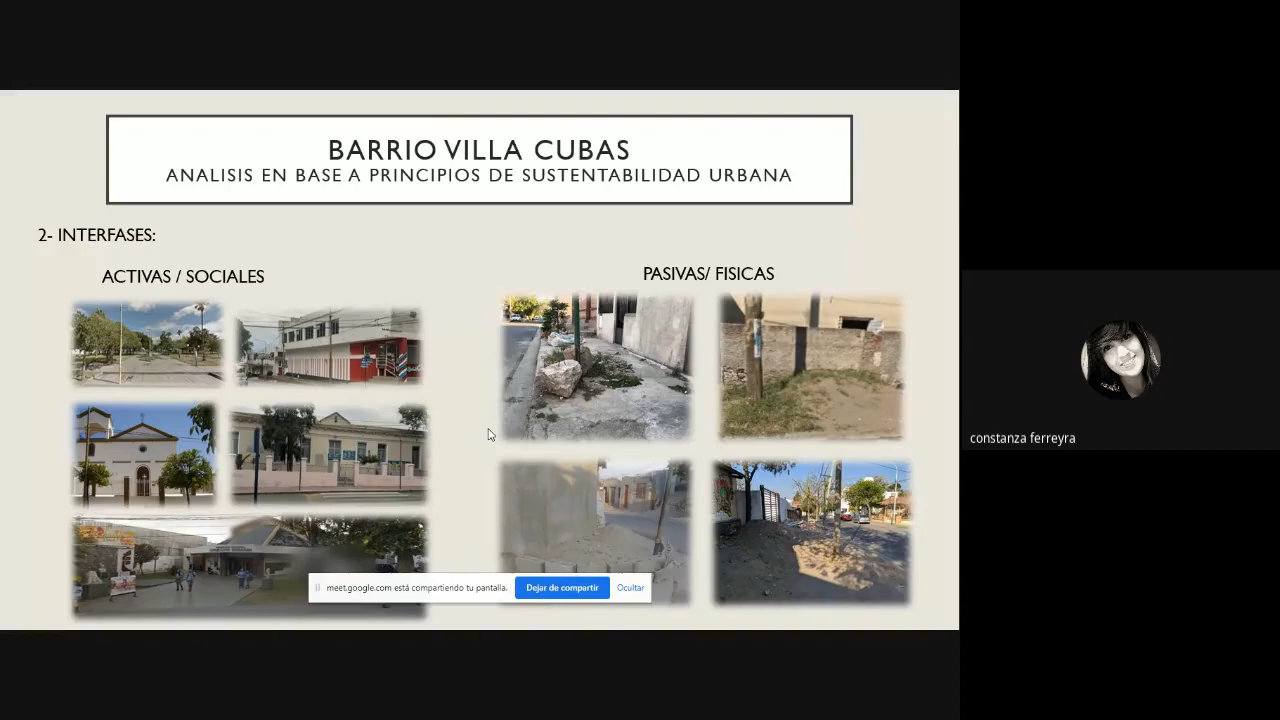 BARRIO VILLA CUBAS
ANALISIS EN BASE A PRINCIPIOS DE SUSTENTABILIDAD URBANA
2- INTERFASES:
ACTIVAS / SOCIALES
PASIVAS/ FISICAS
meet.google.com está compartiendo tu pantalla.
Dejar de compartir
Ocultar
constanza ferreyra